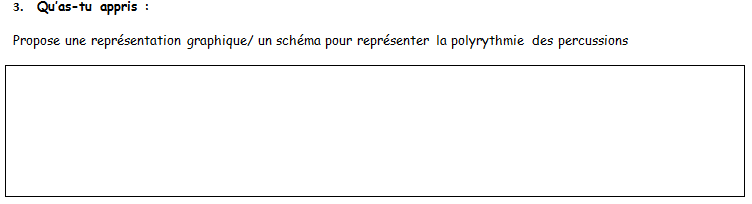 3. Qu'as-tu appris :
Propose une représentation graphique/ un schéma pour représenter la polyrythmie des percussions